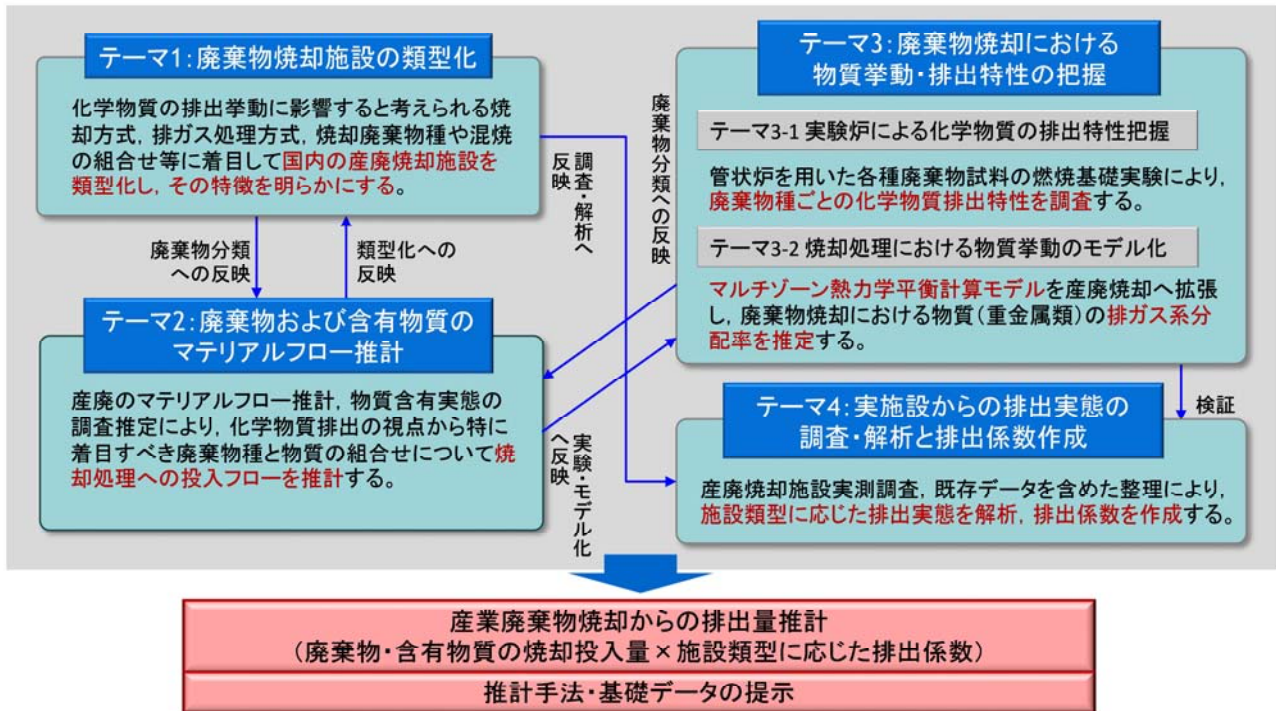 テーマ1：廃棄物焼却施設の類型化
化学物質の排出挙動に影響すると考えられる焼
却方式，排ガス処理方式，焼却廃棄物種や混焼
の組合せ等に着目して国内の産廃焼却施設を
類型化し，その特徴を明らかにする。
廃棄物分類
への反映
類型化への
反映
テーマ2：廃棄物および含有物質の
マテリアルフロー推計
産廃のマテリアルフロー推計，物質含有実態の
調査推定により，化学物質排出の視点から特に
着目すべき廃棄物種と物質の組合せについて焼
却処理への投入フローを推計する。
調査・解析へ
反映
廃棄物分類への反映
実験・モデル化
へ反映
テーマ3：廃棄物焼却における
物質挙動・排出特性の把握
テーマ3-1 実験炉による化学物質の排出特性把握
管状炉を用いた各種廃棄物試料の燃焼基礎実験により，
廃棄物種ごとの化学物質排出特性を調査する。
テーマ3-2 焼却処理における物質挙動のモデル化
マルチゾーン熱力学平衡計算モデルを産廃焼却へ拡張
し，廃棄物焼却における物質（重金属類）の排ガス系分
配率を推定する。
検証
テーマ4：実施設からの排出実態の
調査・解析と排出係数作成
産廃焼却施設実測調査，既存データを含めた整理により，
施設類型に応じた排出実態を解析，排出係数を作成する。
産業廃棄物焼却からの排出量推計
（廃棄物・含有物質の焼却投入量×施設類型に応じた排出係数）
推計手法・基礎データの提示